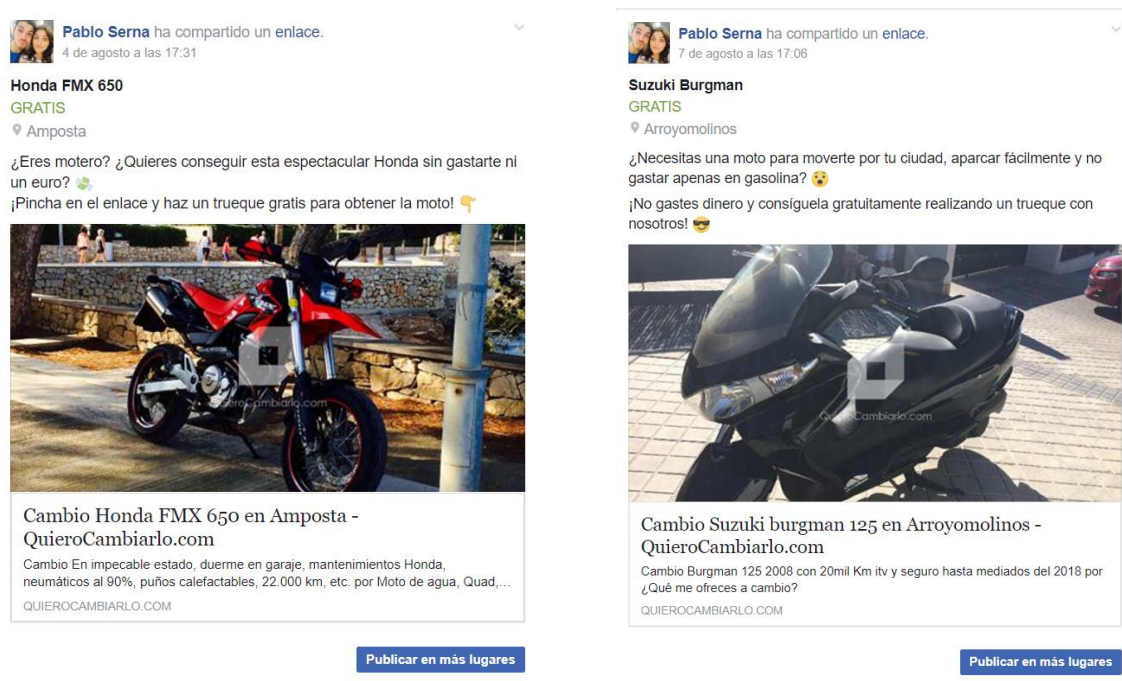 Pablo Serna ha compartido un enlace.
4 de agosto a las 17:31
Honda FMX 650
GRATIS
Amposta
¿Eres motero? ¿Quieres conseguir esta espectacular Honda sin gastarte ni
un euro? 💸
¡Pincha en el enlace y haz un trueque gratis para obtener la moto! 👇
QuieroCambiarlo.com
Cambio Honda FMX 650 en Amposta -
QuieroCambiarlo.com
Cambio En impecable estado, duerme en garaje, mantenimientos Honda,
neumáticos al 90%, puños calefactables, 22.000 km, etc. por Moto de agua, Quad,...
QUIEROCAMBIARLO.COM
Publicar en más lugares
Pablo Serna ha compartido un enlace.
7 de agosto a las 17:06
Suzuki Burgman
GRATIS
Arroyomolinos
¿Necesitas una moto para moverte por tu ciudad, aparcar fácilmente y no
gastar apenas en gasolina? 😵
¡No gastes dinero y consíguela gratuitamente realizando un trueque con
nosotros! 😎
QuieroCambiarlo.com
Cambio Suzuki burgman 125 en Arroyomolinos -
QuieroCambiarlo.com
Cambio Burgman 125 2008 con 20mil Km itv y seguro hasta mediados del 2018 por
¿Qué me ofreces a cambio?
QUIEROCAMBIARLO.COM
Publicar en más lugares